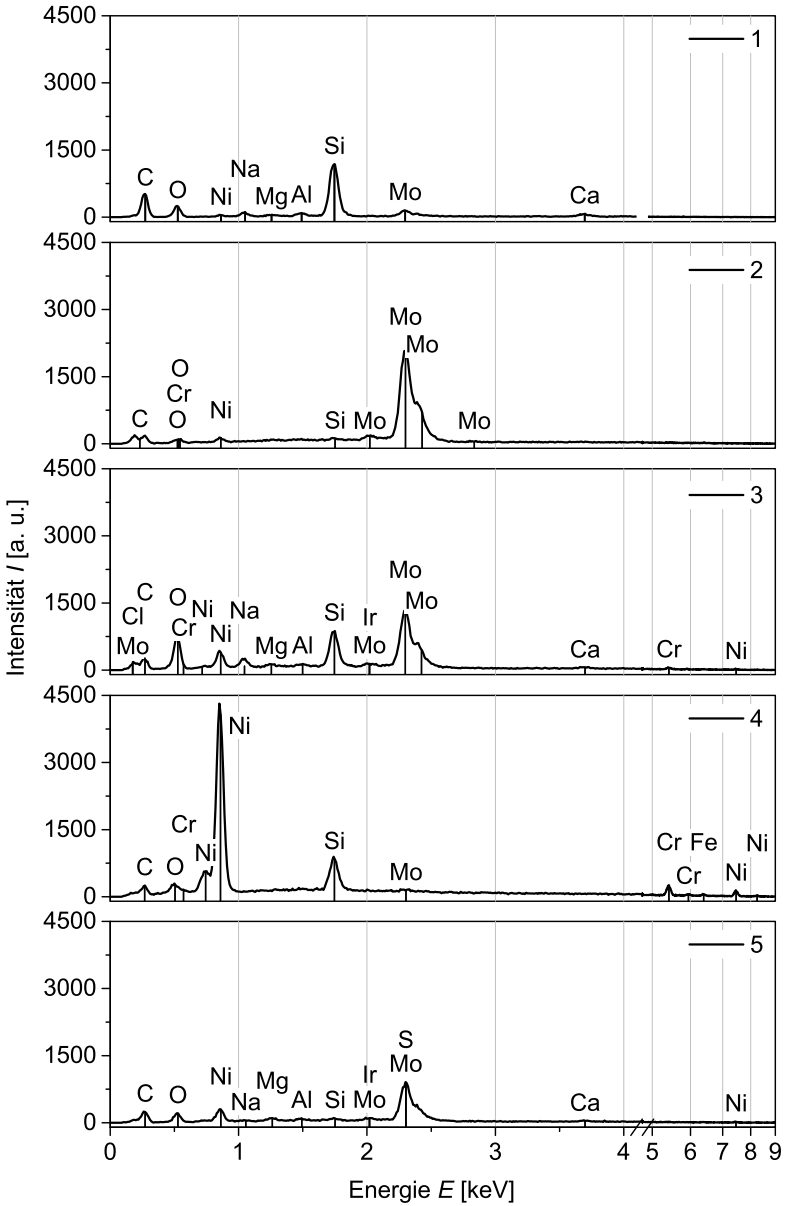 4500
1
3000
1500
Si
C
Na
O
Ni
Mg
Al
Mo
Ca
0
4500
2
3000
Mo
Mo
1500
O
Cr
Ni
C
O
Si
Mo
Mo
0
4500
3
3000
Mo
1500
C
O
Ni
Na
Mo
Cl
Cr
Ni
Si
Ir
Mo
Mg
Al
Mo
Ca
Cr
Ni
0
4500
Ni
4
3000
1500
Cr
Si
Cr Fe
Ni
Ni
C
O
Mo
Cr
Ni
0
4500
5
3000
S
1500
Mo
Ni
Mg
Ir
C
O
Na
Al
Si
Mo
Ca
Ni
0
0 1 2 3 4 5 6 7 8 9
Energie E [keV]
Intensität I [a. u.]